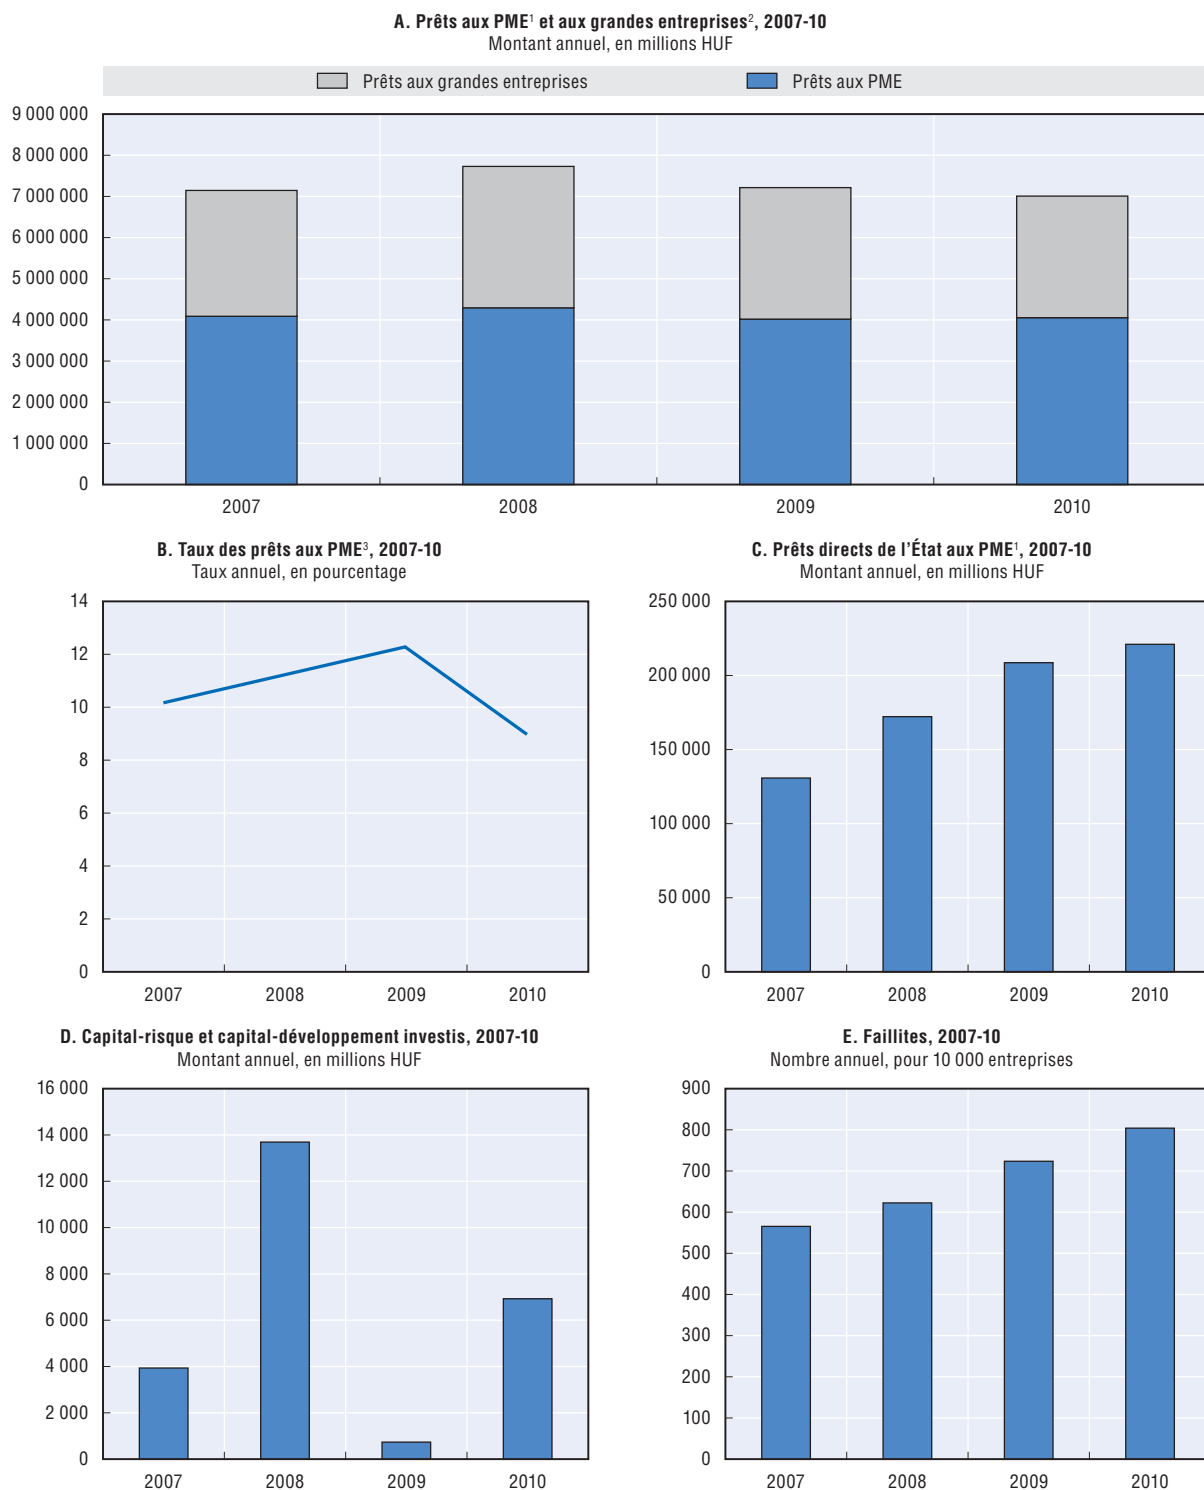 A. Prêts aux PME¹ et aux grandes entreprises², 2007-10
Montant annuel, en millions HUF
Prêts aux grandes entreprises Prêts aux PME
9 000 000
8 000 000
7 000 000
6 000 000
5 000 000
4 000 000
3 000 000
2 000 000
1 000 000
0
2007 2008 2009 2010
B. Taux des prêts aux PME³, 2007-10
Taux annuel, en pourcentage
14
12
10
8
6
4
2
0
2007 2008 2009 2010
C. Prêts directs de l’État aux PME¹, 2007-10
Montant annuel, en millions HUF
250 000
200 000
150 000
100 000
50 000
0
2007 2008 2009 2010
D. Capital-risque et capital-développement investis, 2007-10
Montant annuel, en millions HUF
16 000
14 000
12 000
10 000
8 000
6 000
4 000
2 000
0
2007 2008 2009 2010
E. Faillites, 2007-10
Nombre annuel, pour 10 000 entreprises
900
800
700
600
500
400
300
200
100
0
2007 2008 2009 2010